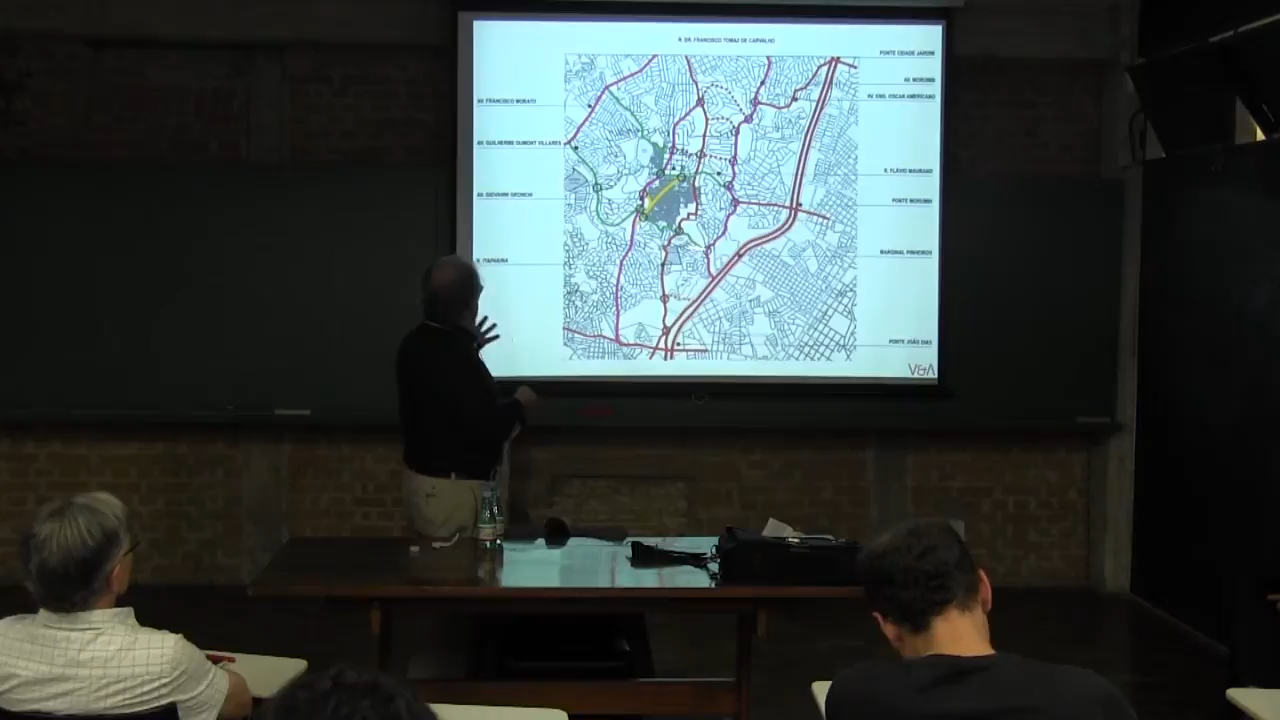 R. DR. FRANCISCO TOMAZ DE CARVALHO
PONTE CIDADE JARDIM
AV. MORUMBI
AV. ENG. OSCAR AMERICANO
AV. FRANCISCO MORATO
AV. GUILHERME DUMONT VILLARES
R. FLÁVIO MAURANO
AV. GIOVANNI GRONCHI
PONTE MORUMBI
MARGINAL PINHEIROS
R. ITAPAIUNA
PONTE JOÃO DIAS
V&A